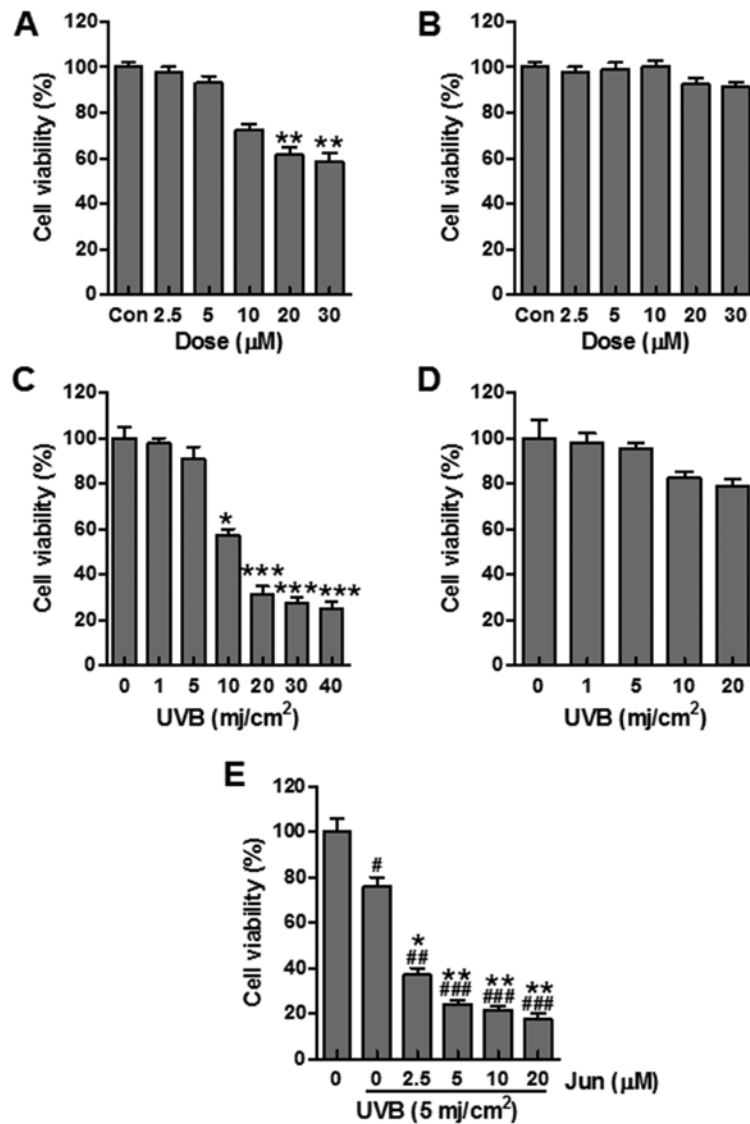 A
Cell viability (%)
120
100
80
60
40
20
0
** **
Con 2.5 5 10 20 30
Dose (μM)
B
Cell viability (%)
120
100
80
60
40
20
0
Con 2.5 5 10 20 30
Dose (μM)
C
Cell viability (%)
120
100
80
60
40
20
0
* *** *** ***
0 1 5 10 20 30 40
UVB (mj/cm²)
D
Cell viability (%)
120
100
80
60
40
20
0
0 1 5 10 20
UVB (mj/cm²)
E
Cell viability (%)
120
100
80
60
40
20
0
#
* ** ** **
## ### ### ###
0 0 2.5 5 10 20 Jun (μM)
UVB (5 mj/cm²)